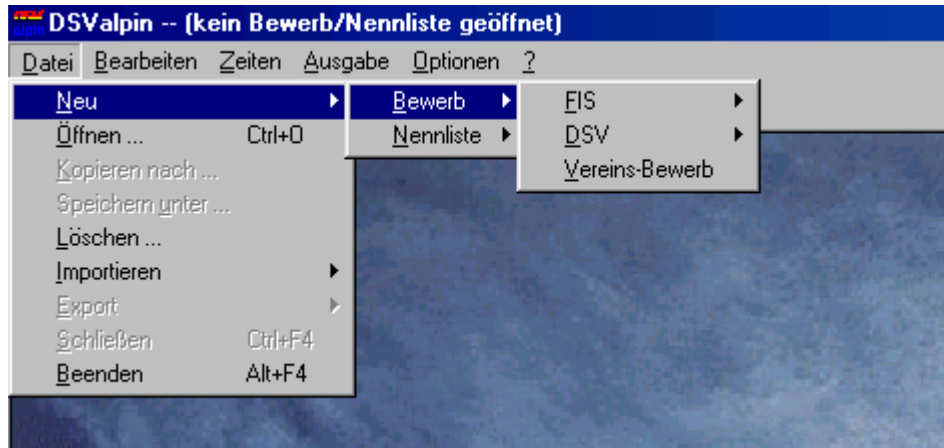 DSValpin -- (kein Bewerb/Nennliste geöffnet)
Datei Bearbeiten Zeiten Ausgabe Optionen ?
Neu
Öffnen ... Ctrl+O
Kopieren nach ...
Speichern unter ...
Löschen ...
Importieren
Export
Schließen Ctrl+F4
Beenden Alt+F4
Bewerb
Nennliste
FIS
DSV
Vereins-Bewerb